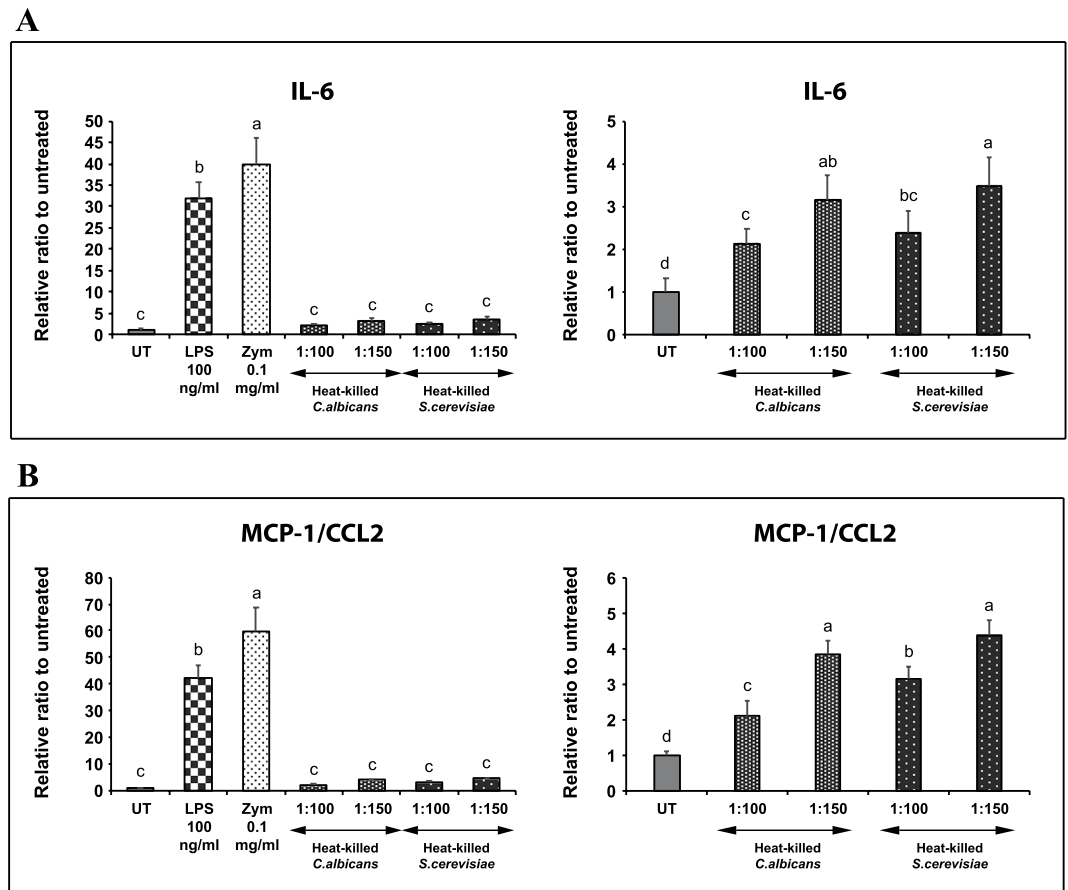 A
IL-6
Relative ratio to untreated
50
45
40
35
30
25
20
15
10
5
0
c
b
a
c
c
c
c
UT
LPS
100
ng/ml
Zym
0.1
mg/ml
1:100
1:150
1:100
1:150
Heat-killed
C.albicans
Heat-killed
S.cerevisiae
IL-6
Relative ratio to untreated
5
4
3
2
1
0
d
c
ab
bc
a
UT
1:100
1:150
1:100
1:150
Heat-killed
C.albicans
Heat-killed
S.cerevisiae
B
MCP-1/CCL2
Relative ratio to untreated
80
70
60
50
40
30
20
10
0
c
b
a
c
c
c
c
UT
LPS
100
ng/ml
Zym
0.1
mg/ml
1:100
1:150
1:100
1:150
Heat-killed
C.albicans
Heat-killed
S.cerevisiae
MCP-1/CCL2
Relative ratio to untreated
6
5
4
3
2
1
0
d
c
a
b
a
UT
1:100
1:150
1:100
1:150
Heat-killed
C.albicans
Heat-killed
S.cerevisiae